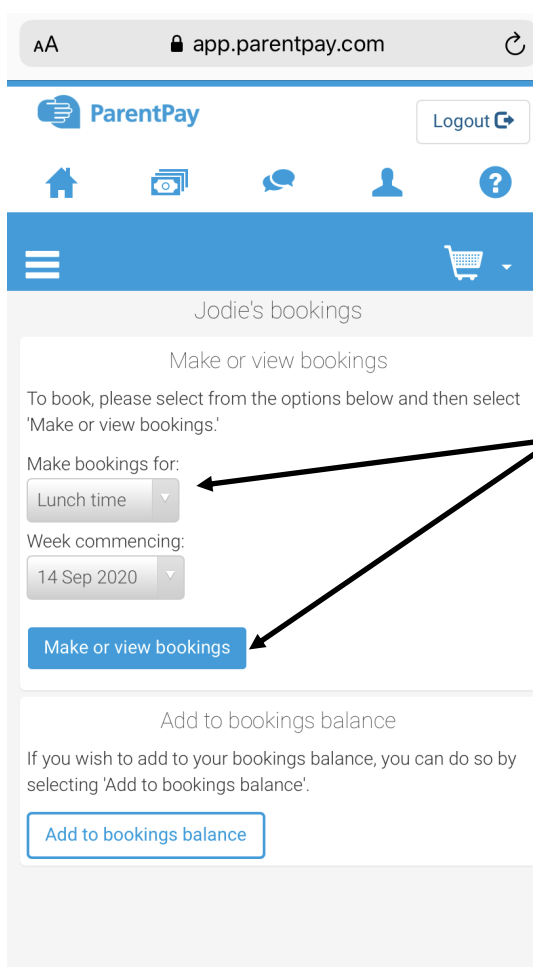 AA app.parentpay.com
ParentPay
Logout
?
Jodie's bookings
Make or view bookings
To book, please select from the options below and then select
'Make or view bookings.'
Make bookings for:
Lunch time
Week commencing:
14 Sep 2020
Make or view bookings
Add to bookings balance
If you wish to add to your bookings balance, you can do so by
selecting 'Add to bookings balance'.
Add to bookings balance